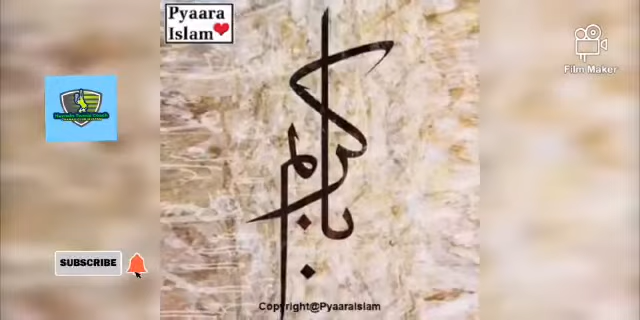 Pyaara
Islam
Film Maker
يا كريم
SUBSCRIBE
Copyright@PyaaraIslam